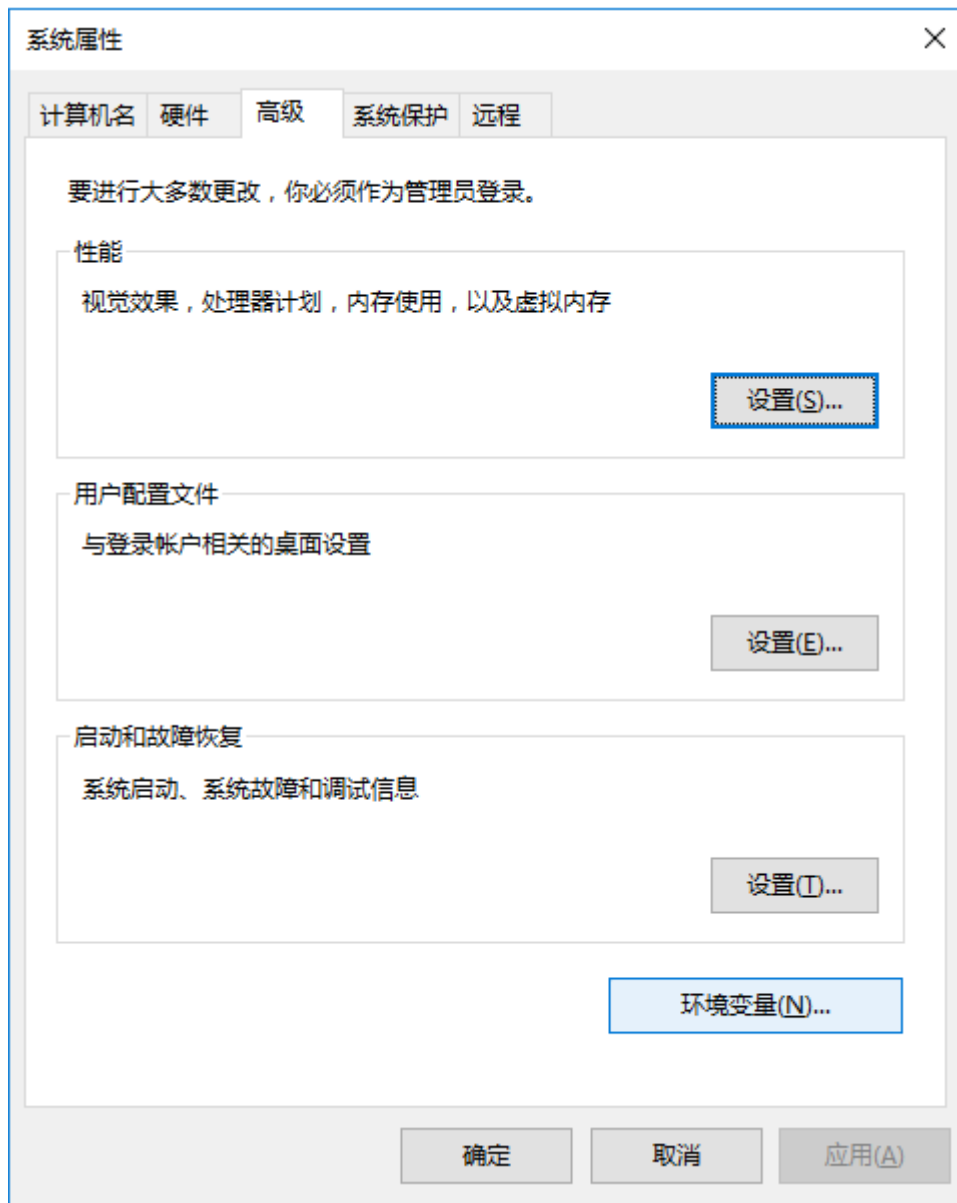 系统属性
计算机名 硬件 高级 系统保护 远程
要进行大多数更改，你必须作为管理员登录。
性能
视觉效果，处理器计划，内存使用，以及虚拟内存
设置(S)...
用户配置文件
与登录帐户相关的桌面设置
设置(E)...
启动和故障恢复
系统启动、系统故障和调试信息
设置(T)...
环境变量(N)...
确定 取消 应用(A)